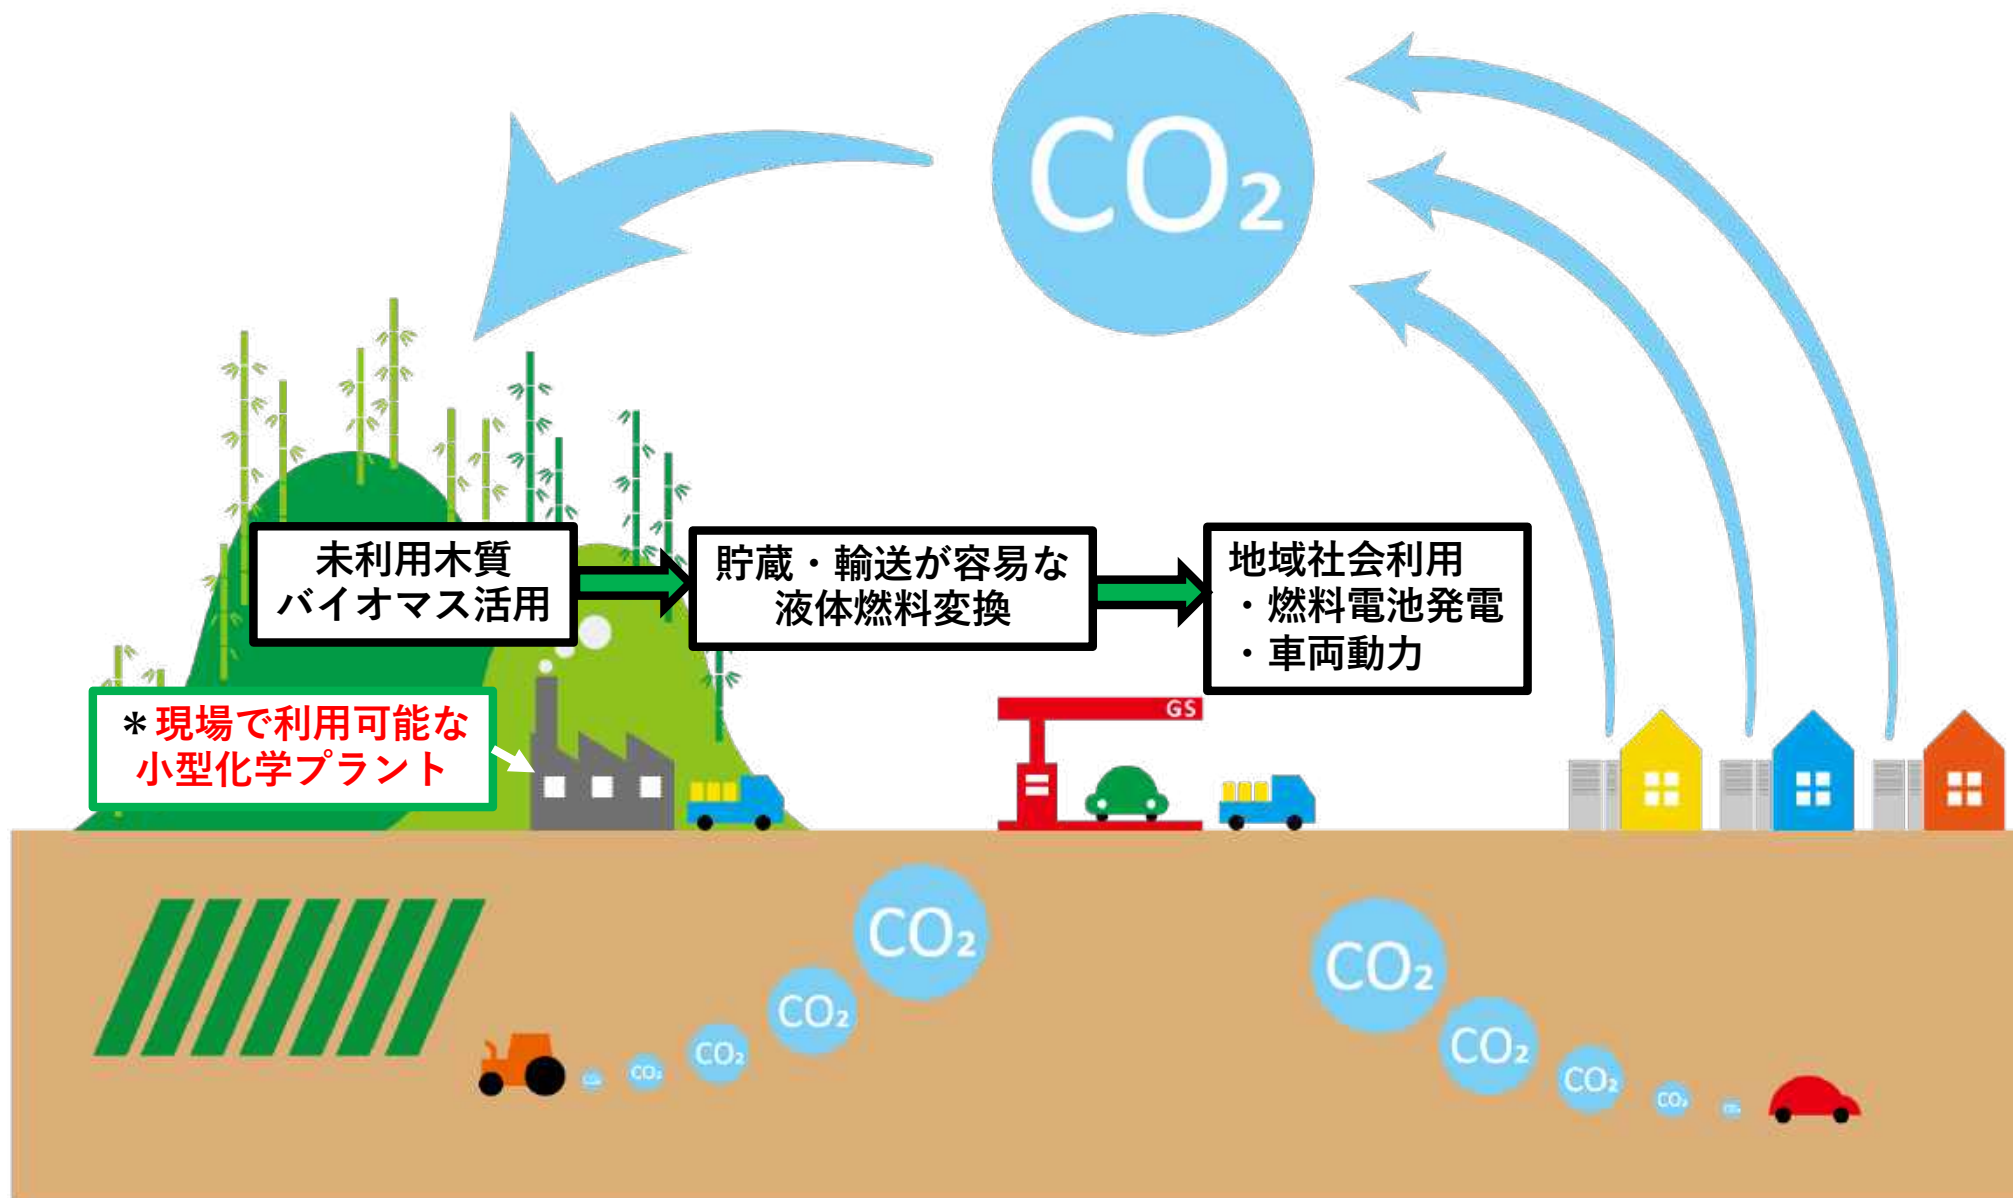 CO₂
未利用木質
バイオマス活用
貯蔵・輸送が容易な
液体燃料変換
地域社会利用
・燃料電池発電
・車両動力
＊現場で利用可能な
小型化学プラント
GS
CO₂
CO₂
CO₂
CO₂
CO₂
CO₂
CO₂
CO₂
CO₂
CO₂